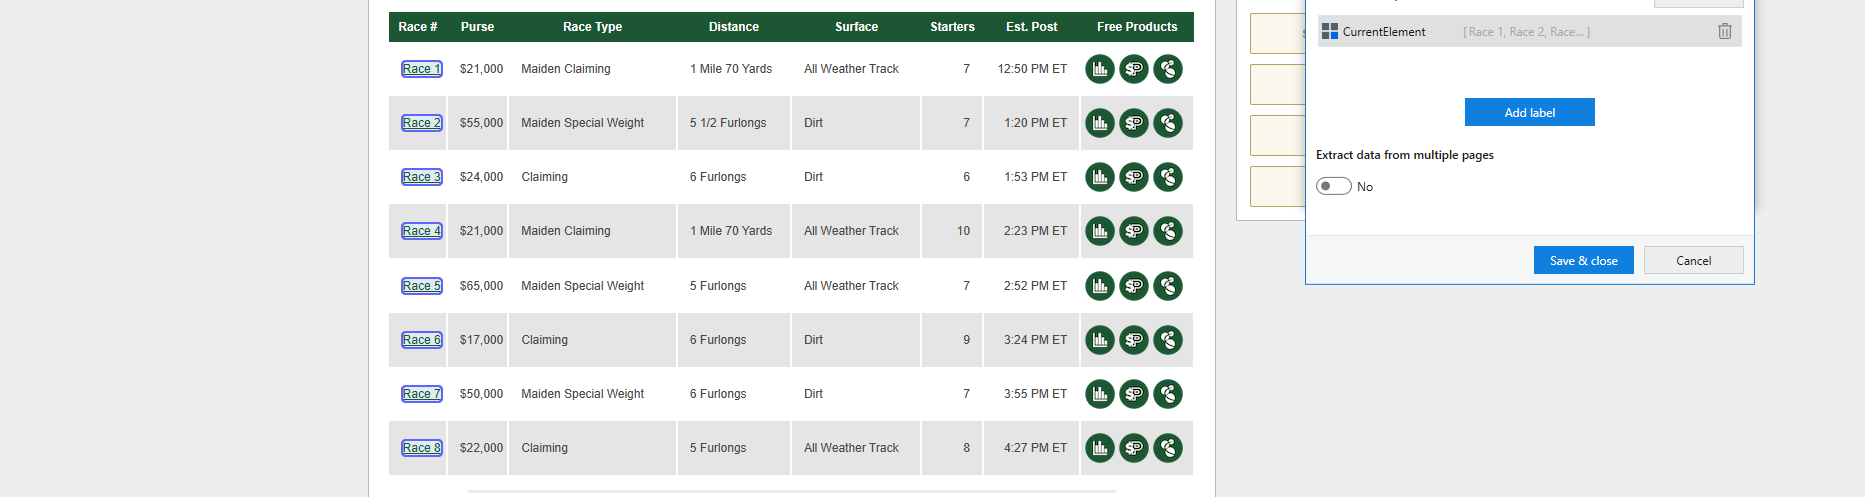 Race # Purse Race Type Distance Surface Starters Est. Post Free Products
Race 1 $21,000 Maiden Claiming 1 Mile 70 Yards All Weather Track 7 12:50 PM ET
Race 2 $55,000 Maiden Special Weight 5 1/2 Furlongs Dirt 7 1:20 PM ET
Race 3 $24,000 Claiming 6 Furlongs Dirt 6 1:53 PM ET
Race 4 $21,000 Maiden Claiming 1 Mile 70 Yards All Weather Track 10 2:23 PM ET
Race 5 $65,000 Maiden Special Weight 5 Furlongs All Weather Track 7 2:52 PM ET
Race 6 $17,000 Claiming 6 Furlongs Dirt 9 3:24 PM ET
Race 7 $50,000 Maiden Special Weight 6 Furlongs Dirt 7 3:55 PM ET
Race 8 $22,000 Claiming 5 Furlongs All Weather Track 8 4:27 PM ET
CurrentElement [Race 1, Race 2, Race... ]
Add label
Extract data from multiple pages
No
Save & close Cancel